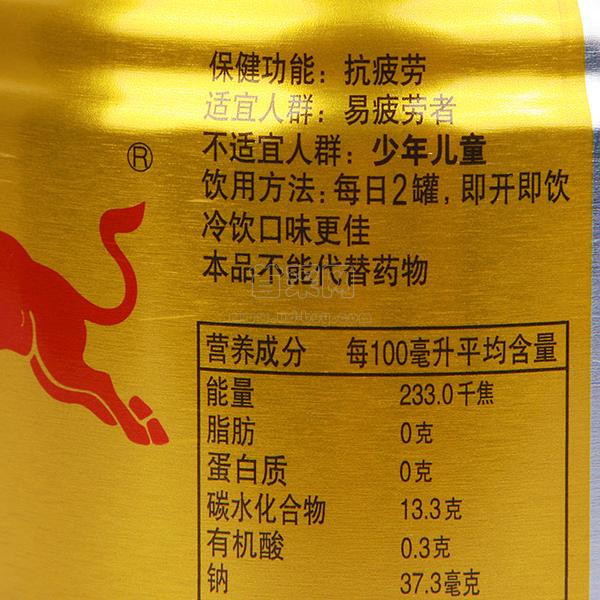 保健功能：抗疲劳
适宜人群：易疲劳者
®
不适宜人群：少年儿童
饮用方法：每日2罐，即开即饮
冷饮口味更佳
本品不能代替药物
营养成分 每100毫升平均含量
能量 233.0千焦
脂肪 0克
蛋白质 0克
碳水化合物 13.3克
有机酸 0.3克
钠 37.3毫克